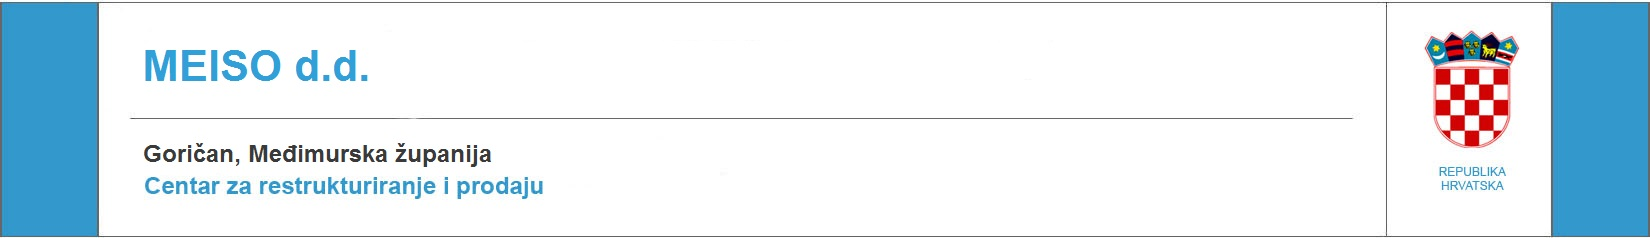 MEISO d.d.
Goričan, Međimurska županija
Centar za restrukturiranje i prodaju
REPUBLIKA
HRVATSKA